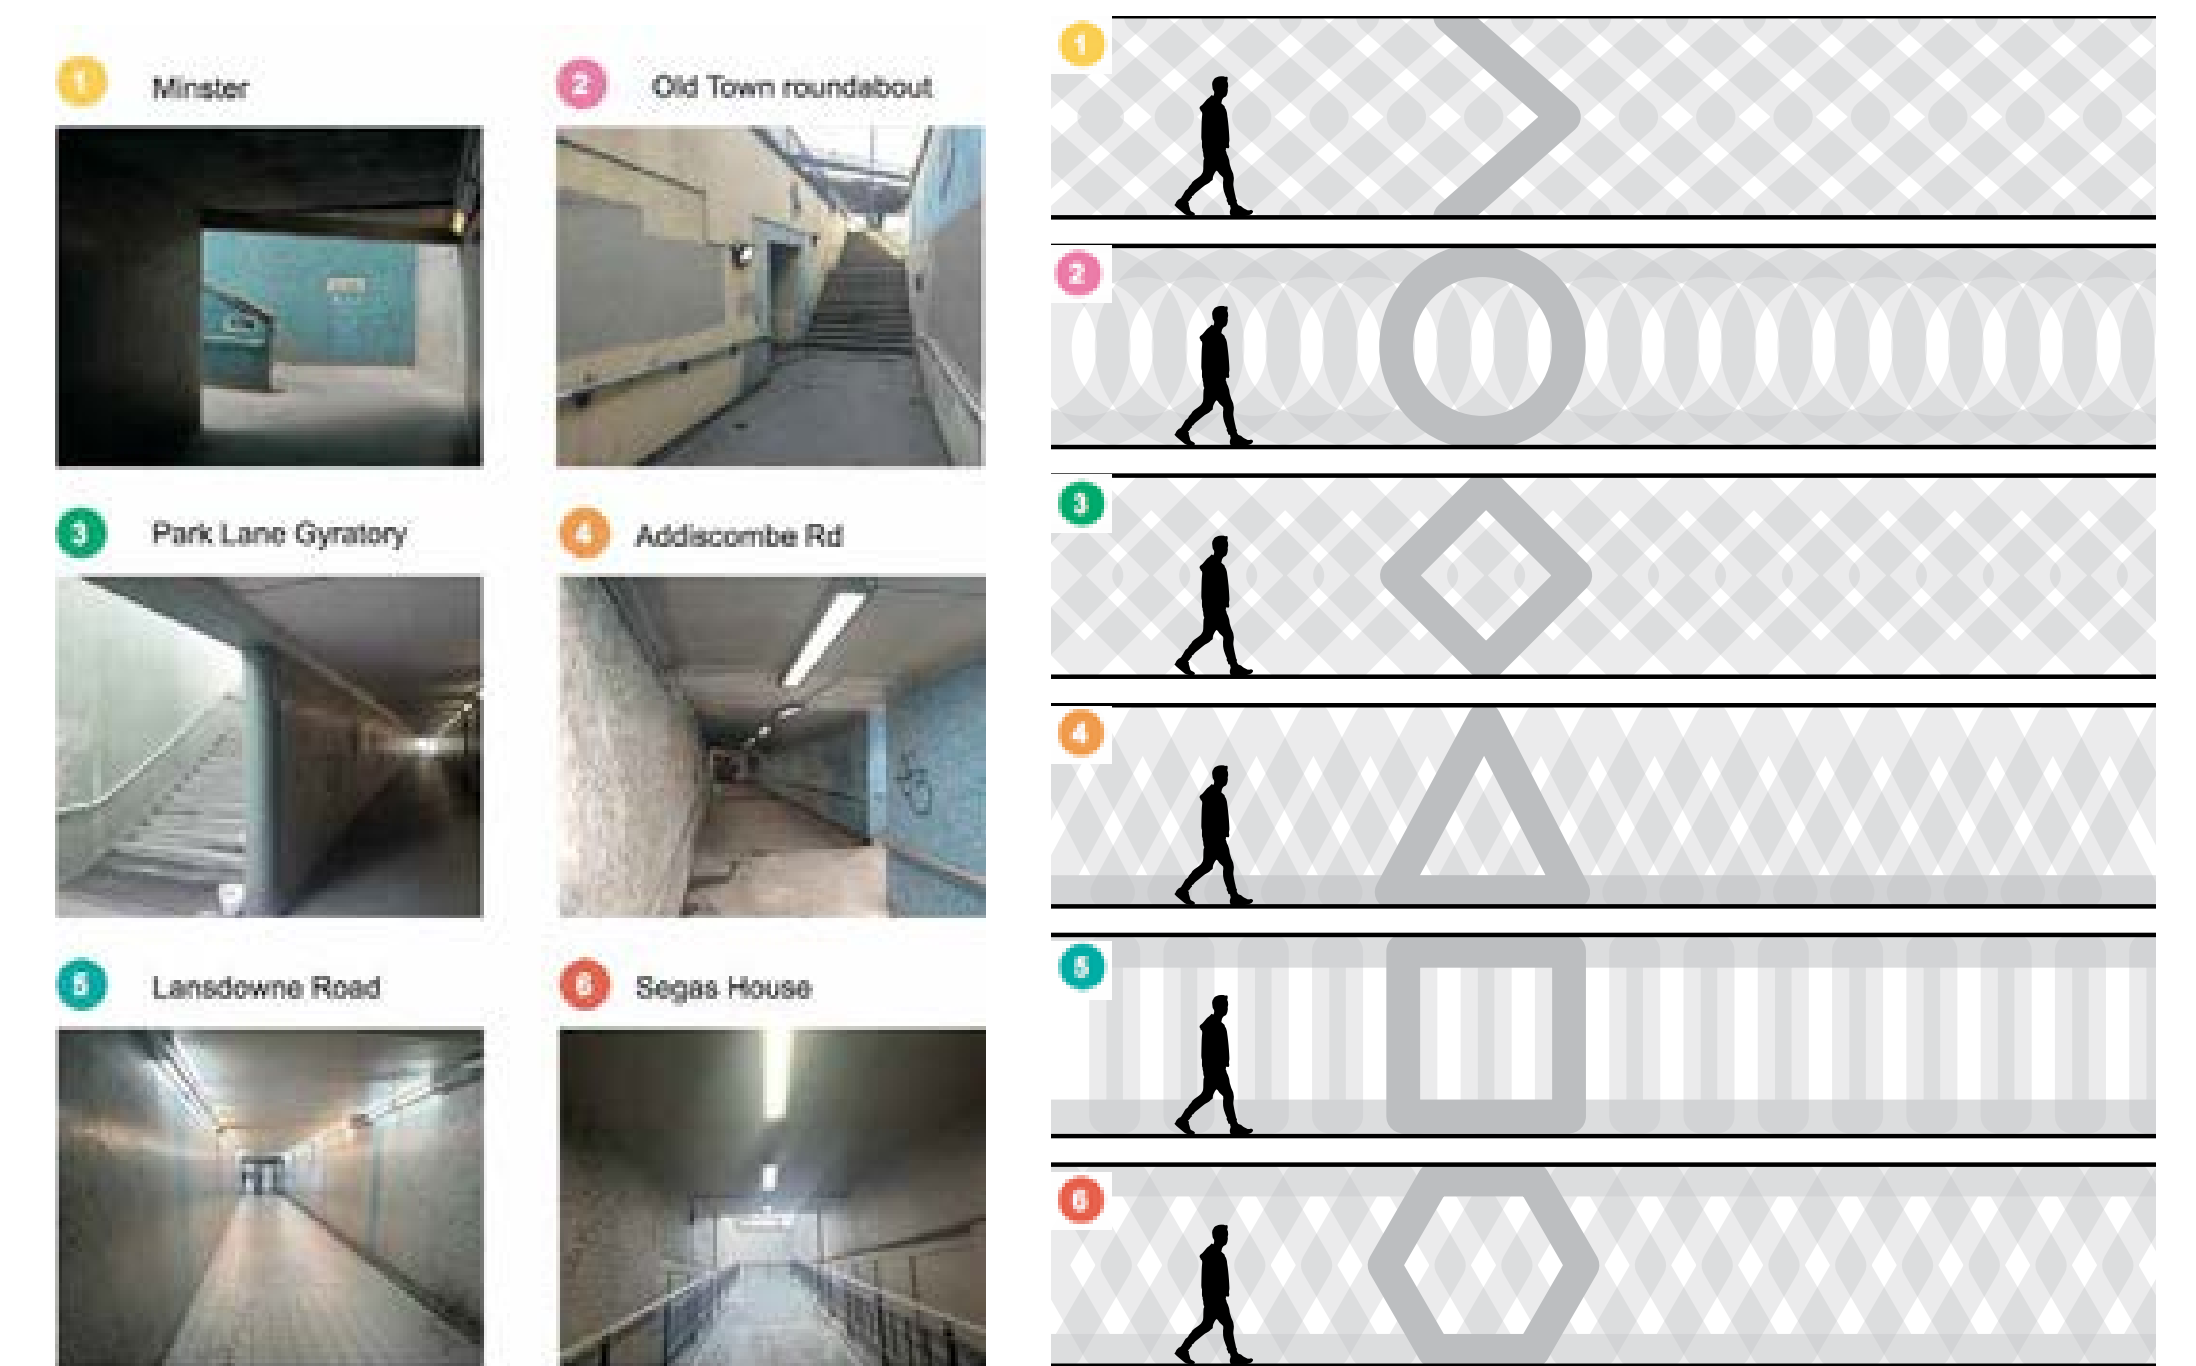 1 Minster
2 Old Town roundabout
3 Park Lane Gyratory
4 Addiscombe Rd
5 Lansdowne Road
6 Segas House
1
2
3
4
5
6